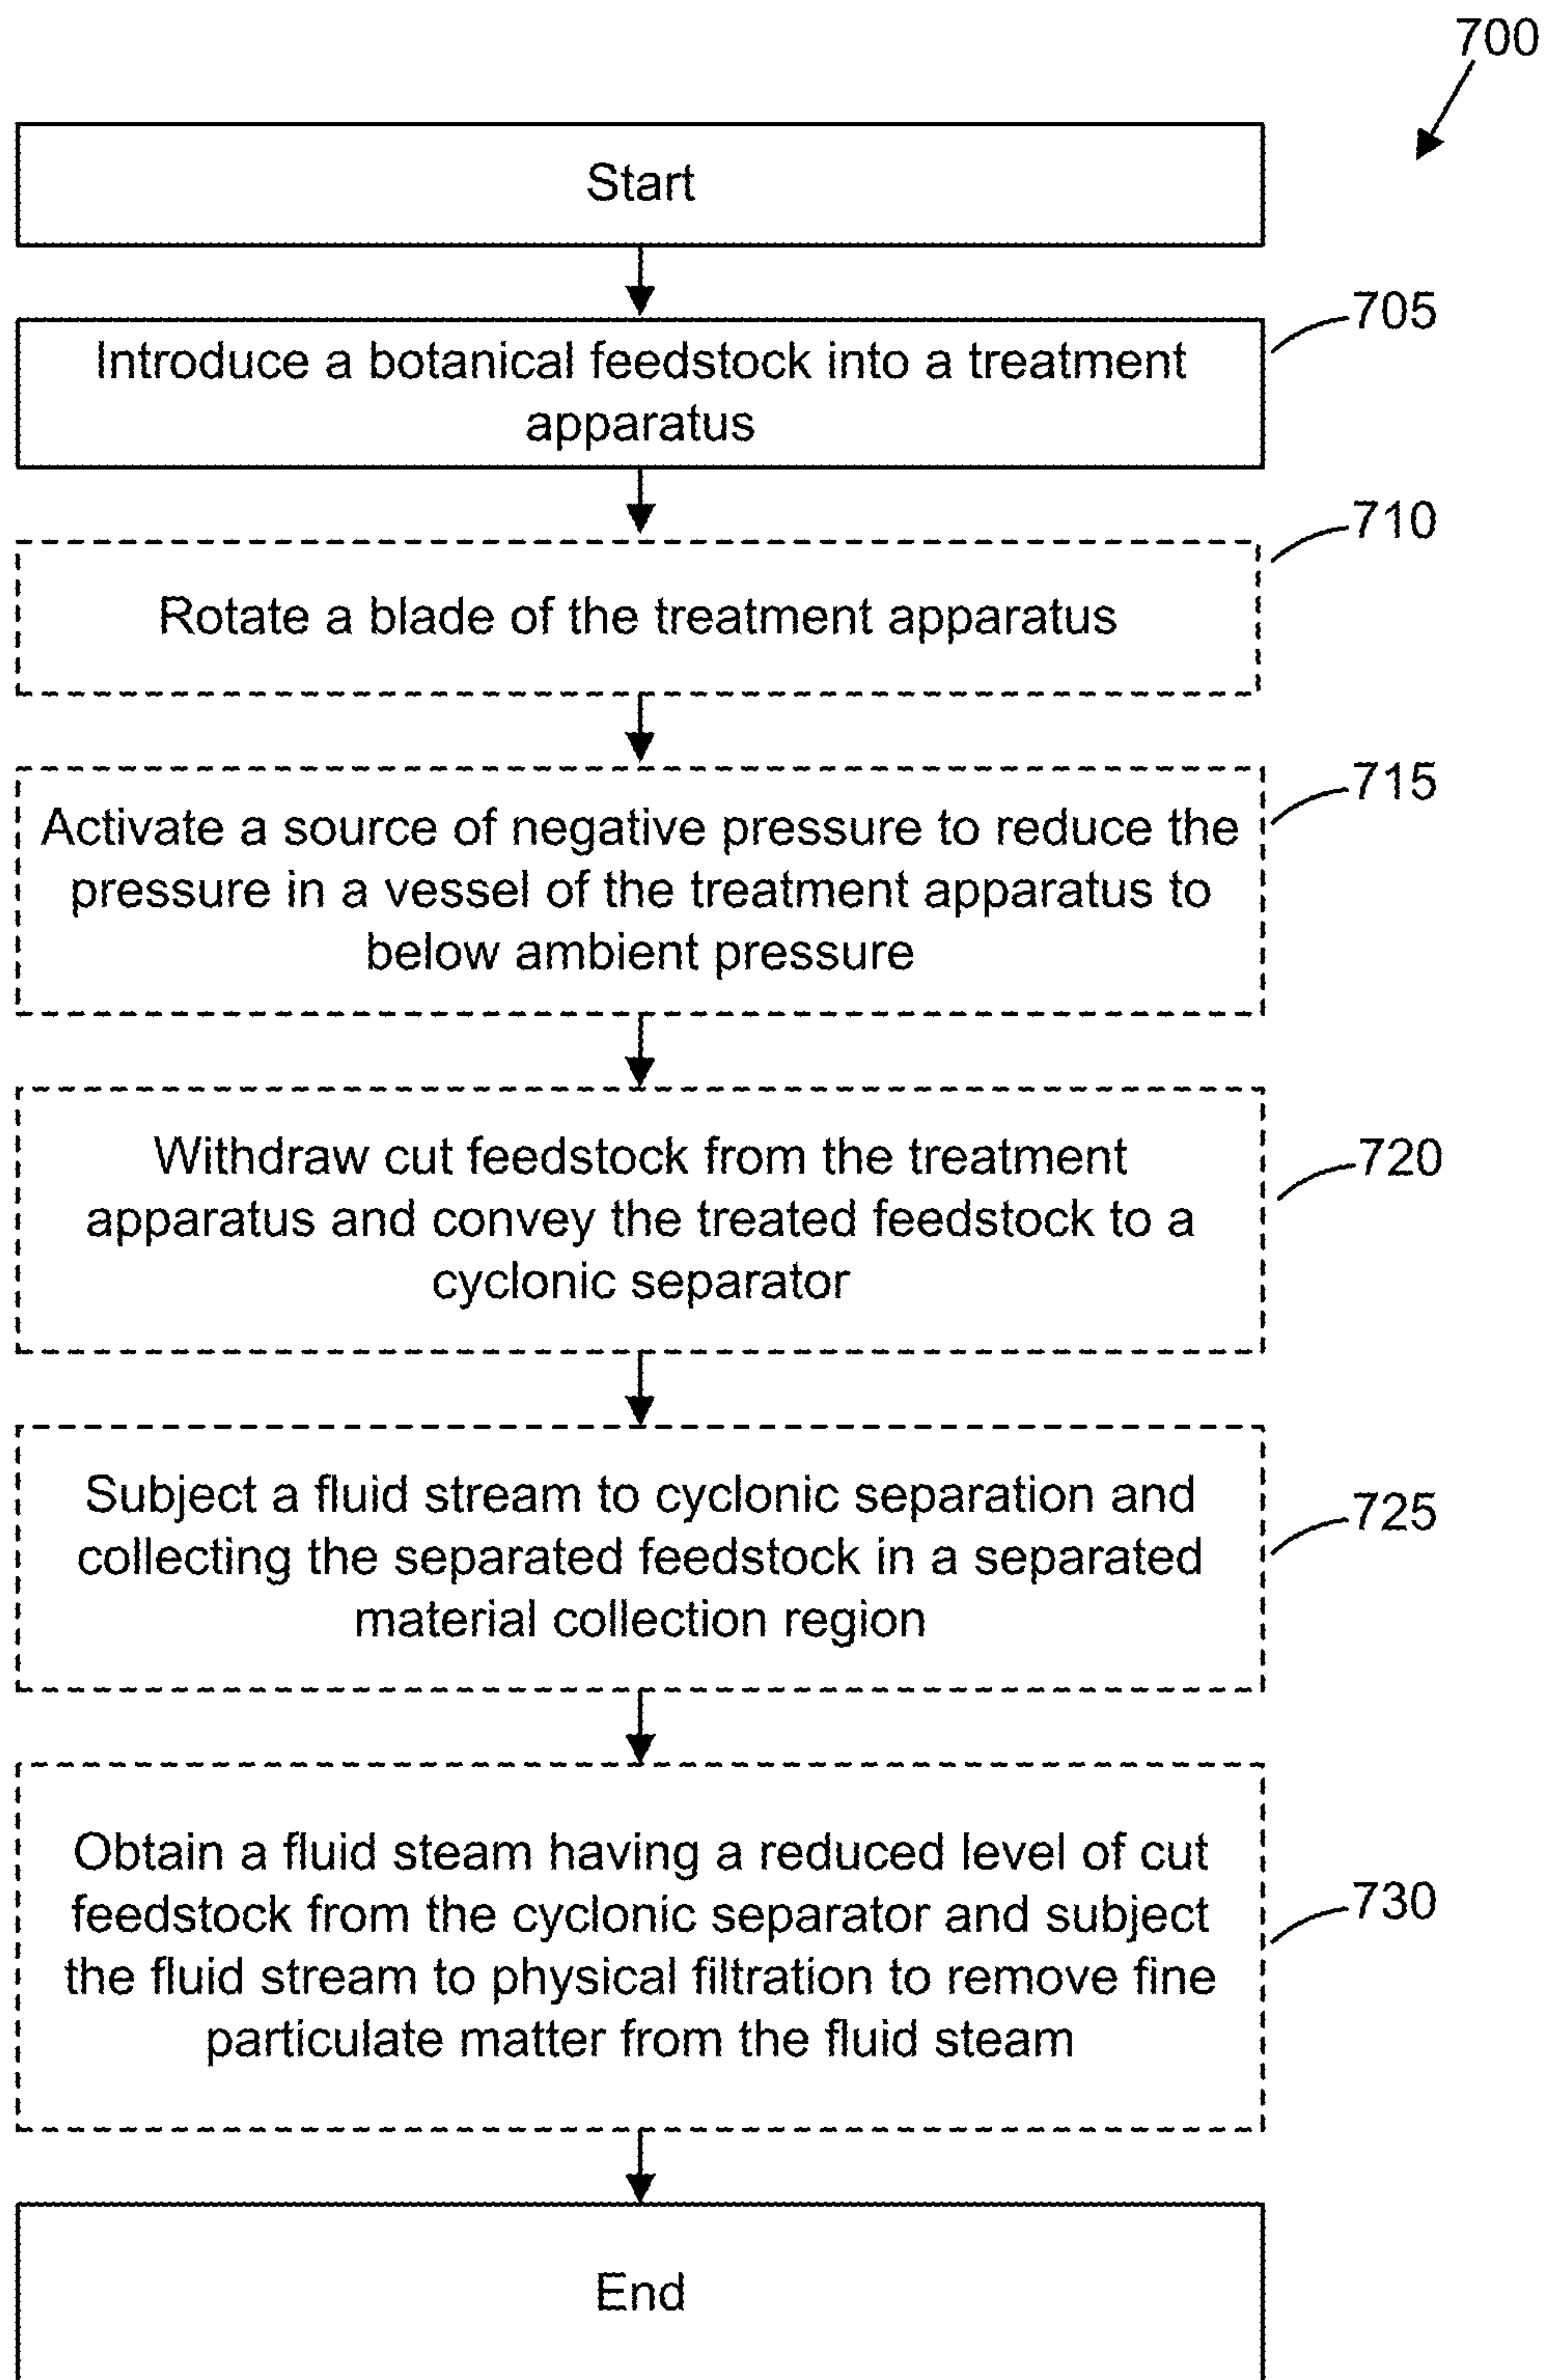 700
Start
705
Introduce a botanical feedstock into a treatment
apparatus
710
Rotate a blade of the treatment apparatus
715
Activate a source of negative pressure to reduce the
pressure in a vessel of the treatment apparatus to
below ambient pressure
720
Withdraw cut feedstock from the treatment
apparatus and convey the treated feedstock to a
cyclonic separator
725
Subject a fluid stream to cyclonic separation and
collecting the separated feedstock in a separated
material collection region
730
Obtain a fluid steam having a reduced level of cut
feedstock from the cyclonic separator and subject
the fluid stream to physical filtration to remove fine
particulate matter from the fluid steam
End